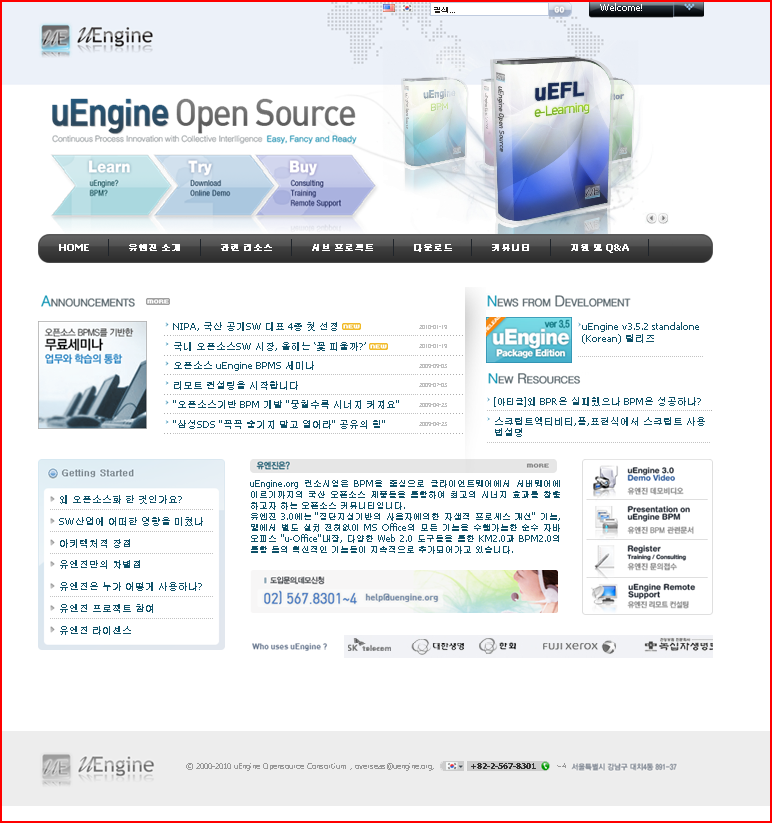 검색...
GO
Welcome!
uEngine
uEngine Open Source
Continuous Process Innovation with Collective Intelligence Easy, Fancy and Ready
Learn
uEngine?
BPM?
Try
Download
Online Demo
Buy
Consulting
Training
Remote Support
uEngine
BPM
uEFL
e-Learning
HOME
유엔진 소개
관련 리소스
서브 프로젝트
다운로드
커뮤니티
지원 및 Q&A
ANNOUNCEMENTS
MORE
오픈소스 BPMS를 기반한
무료세미나
업무와 학습의 통합
NIPA, 국산 공개SW 대표 4종 첫 선정 NEW 2010-01-19
국내 오픈소스SW 시장, 올해는 '꽃 피울까?' NEW 2010-01-19
오픈소스 uEngine BPMS 세미나 2009-09-03
리모트 컨설팅을 시작합니다 2009-07-03
"오픈소스기반 BPM 개발 "뭉칠수록 시너지 커져요" 2009-04-23
"삼성SDS "꼭꼭 숨기지 말고 열어라" 공유의 힘" 2009-04-23
NEWS FROM DEVELOPMENT
ver 3.5
uEngine
Package Edition
uEngine v3.5.2 standalone
(Korean) 릴리즈
NEW RESOURCES
[아티클]왜 BPR은 실패했으나 BPM은 성공하나?
스크립트액티비티,폼,표현식에서 스크립트 사용
법설명
Getting Started
왜 오픈소스화 한 것인가요?
SW산업에 어떠한 영향을 미쳤나
아키텍처적 장점
유엔진만의 차별점
유엔진은 누가 어떻게 사용하나?
유엔진 프로젝트 참여
유엔진 라이센스
유엔진은?
MORE
uEngine.org 컨소시엄은 BPM을 중심으로 클라이언트웨어에서 서버웨어에
이르기까지의 국산 오픈소스 제품들을 통합하여 최고의 시너지 효과를 창출
하고자 하는 오픈소스 커뮤니티입니다.
유엔진 3.0에는 "집단지성기반의 사용자에의한 자생적 프로세스 개선" 기능,
웹에서 별도 설치 전혀없이 MS Office의 모든 기능을 수행가능한 순수 자바
오피스 "u-Office"내장, 다양한 Web 2.0 도구들을 통한 KM2.0과 BPM2.0의
통합 등의 혁신적인 기능들이 지속적으로 추가되어가고 있습니다.
도입문의,데모신청
02) 567.8301~4 help@uengine.org
uEngine 3.0
Demo Video
유엔진 데모비디오
Presentation on
uEngine BPM
유엔진 BPM 관련문서
Register
Training / Consulting
유엔진 문의접수
uEngine Remote
Support
유엔진 리모트 컨설팅
Who uses uEngine ?
SK telecom
대한생명
한화
FUJI XEROX
녹십자생명보
uEngine
© 2000-2010 uEngine Opensource Consortium , overseas@uengine.org, +82-2-567-8301 ~4 서울특별시 강남구 대치4동 891-37